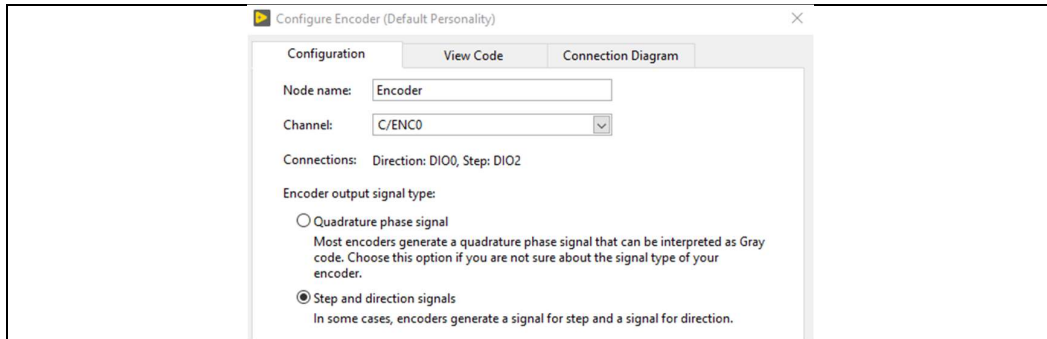 Configure Encoder (Default Personality)
Configuration
View Code
Connection Diagram
Node name: Encoder
Channel: C/ENC0
Connections: Direction: DIO0, Step: DIO2
Encoder output signal type:
Quadrature phase signal
Most encoders generate a quadrature phase signal that can be interpreted as Gray
code. Choose this option if you are not sure about the signal type of your
encoder.
Step and direction signals
In some cases, encoders generate a signal for step and a signal for direction.